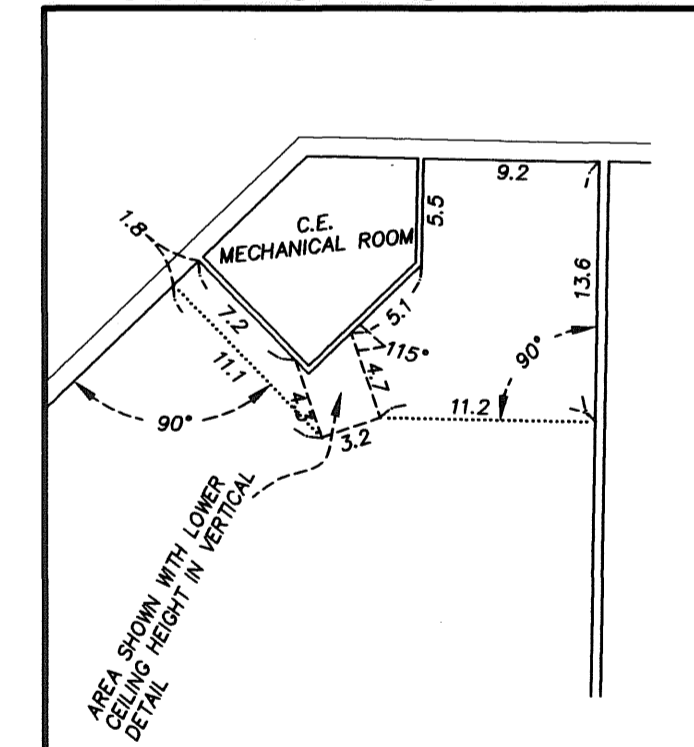 9.2
1.8
C.E.
MECHANICAL ROOM
5.5
13.6
7.2
5.1
115°
90°
11.1
4.7
4.3
11.2
90°
3.2
AREA SHOWN WITH LOWER
CEILING HEIGHT IN VERTICAL
DETAIL